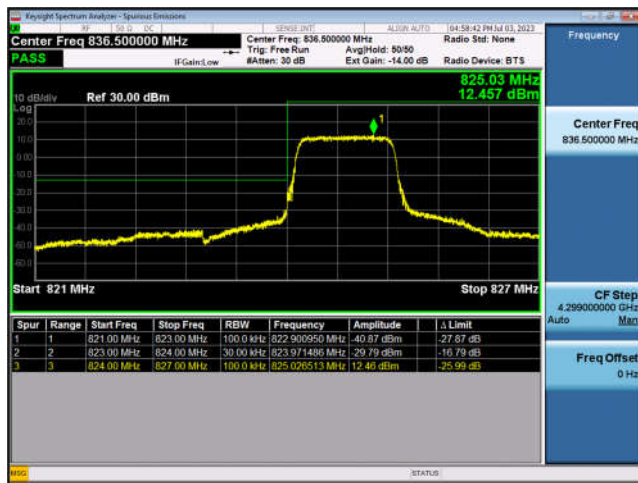 Keysight Spectrum Analyzer - Spurious Emissions
RF 50 Ω DC SENSE:INT ALIGN AUTO 04:58:42 PM Jul 03, 2023
Center Freq 836.500000 MHz Center Freq: 836.500000 MHz Radio Std: None Frequency
Trig: Free Run Avg|Hold: 50/50
PASS IFGain:Low #Atten: 30 dB Ext Gain: -14.00 dB Radio Device: BTS
825.03 MHz
10 dB/div Ref 30.00 dBm 12.457 dBm
Log
20.0
1
10.0
0.00
-10.0
-20.0
-30.0
-40.0
-50.0
-60.0
Start 821 MHz Stop 827 MHz
Center Freq
836.500000 MHz
CF Step
4.299000000 GHz
Auto Man
Freq Offset
0 Hz
Spur Range Start Freq Stop Freq RBW Frequency Amplitude Δ Limit
1 1 821.00 MHz 823.00 MHz 100.0 kHz 822.900950 MHz -40.87 dBm -27.87 dB
2 2 823.00 MHz 824.00 MHz 30.00 kHz 823.971486 MHz -29.79 dBm -16.79 dB
3 3 824.00 MHz 827.00 MHz 100.0 kHz 825.026513 MHz 12.46 dBm -25.99 dB
MSG STATUS